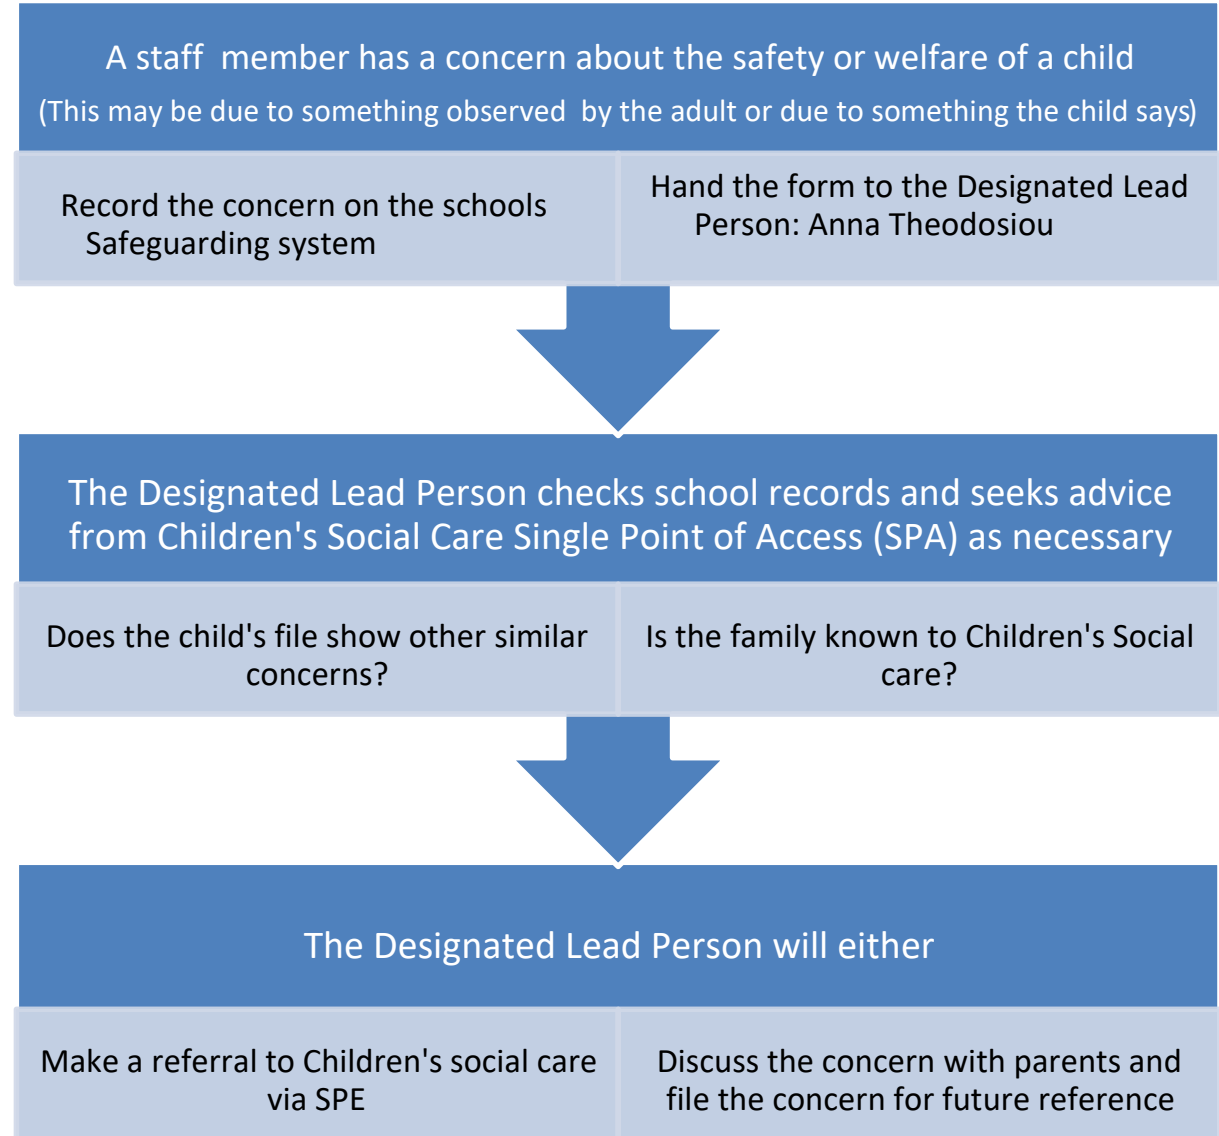 A staff  member has a concern about the safety or welfare of a child
(This may be due to something observed  by the adult or due to something the child says)
Record the concern on the schools
Safeguarding system
Hand the form to the Designated Lead
Person: Anna Theodosiou
The Designated Lead Person checks school records and seeks advice
from Children's Social Care Single Point of Access (SPA) as necessary
Does the child's file show other similar
concerns?
Is the family known to Children's Social
care?
The Designated Lead Person will either
Make a referral to Children's social care
via SPE
Discuss the concern with parents and
file the concern for future reference